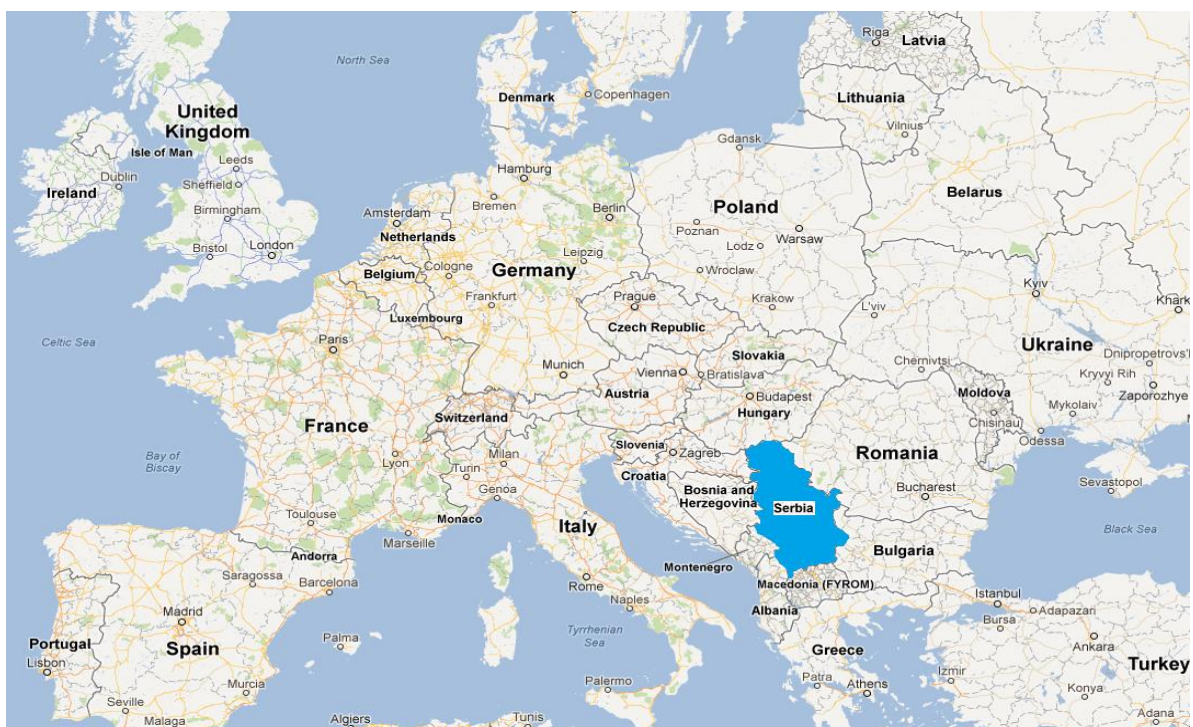 Riga
Latvia
North Sea
Denmark
Copenhagen
Lithuania
Vilnius
United
Kingdom
Isle of Man
Leeds
Dublin
Sheffield
Ireland
Birmingham
Bristol
London
Gdansk
Hamburg
Bremen
Berlin
Belarus
Amsterdam
Netherlands
Poland
Poznan
Warsaw
Lodz
Belgium
Cologne
Leipzig
Germany
Wroclaw
Frankfurt
Prague
Krakow
L'viv
Kyiv
Khark
Luxembourg
Czech Republic
Celtic Sea
Paris
Slovakia
Ukraine
Chernivtsi
Dnipropetrovs'
Munich
Vienna
Bratislava
Kryvyi Rih
Austria
Budapest
Moldova
Zaporozhye
Switzerland
Hungary
Chisinau
Mykolaiv
France
Odessa
Bay of
Biscay
Lyon
Milan
Turin
Slovenia
Zagreb
Romania
Croatia
Genoa
Bosnia and
Herzegovina
Bucharest
Sevastopol
Serbia
Toulouse
Monaco
Italy
Black Sea
Marseille
Andorra
Bulgaria
Montenegro
Saragossa
Barcelona
Rome
Macedonia (FYROM)
Madrid
Naples
Albania
Istanbul
Adapazari
Bursa
Portugal
Spain
Palma
Tyrrhenian
Sea
Greece
Ankara
Lisbon
Turkey
Murcia
Palermo
Patra
Athens
Izmir
Konya
Seville
Malaga
Algiers
Tunis
Adana